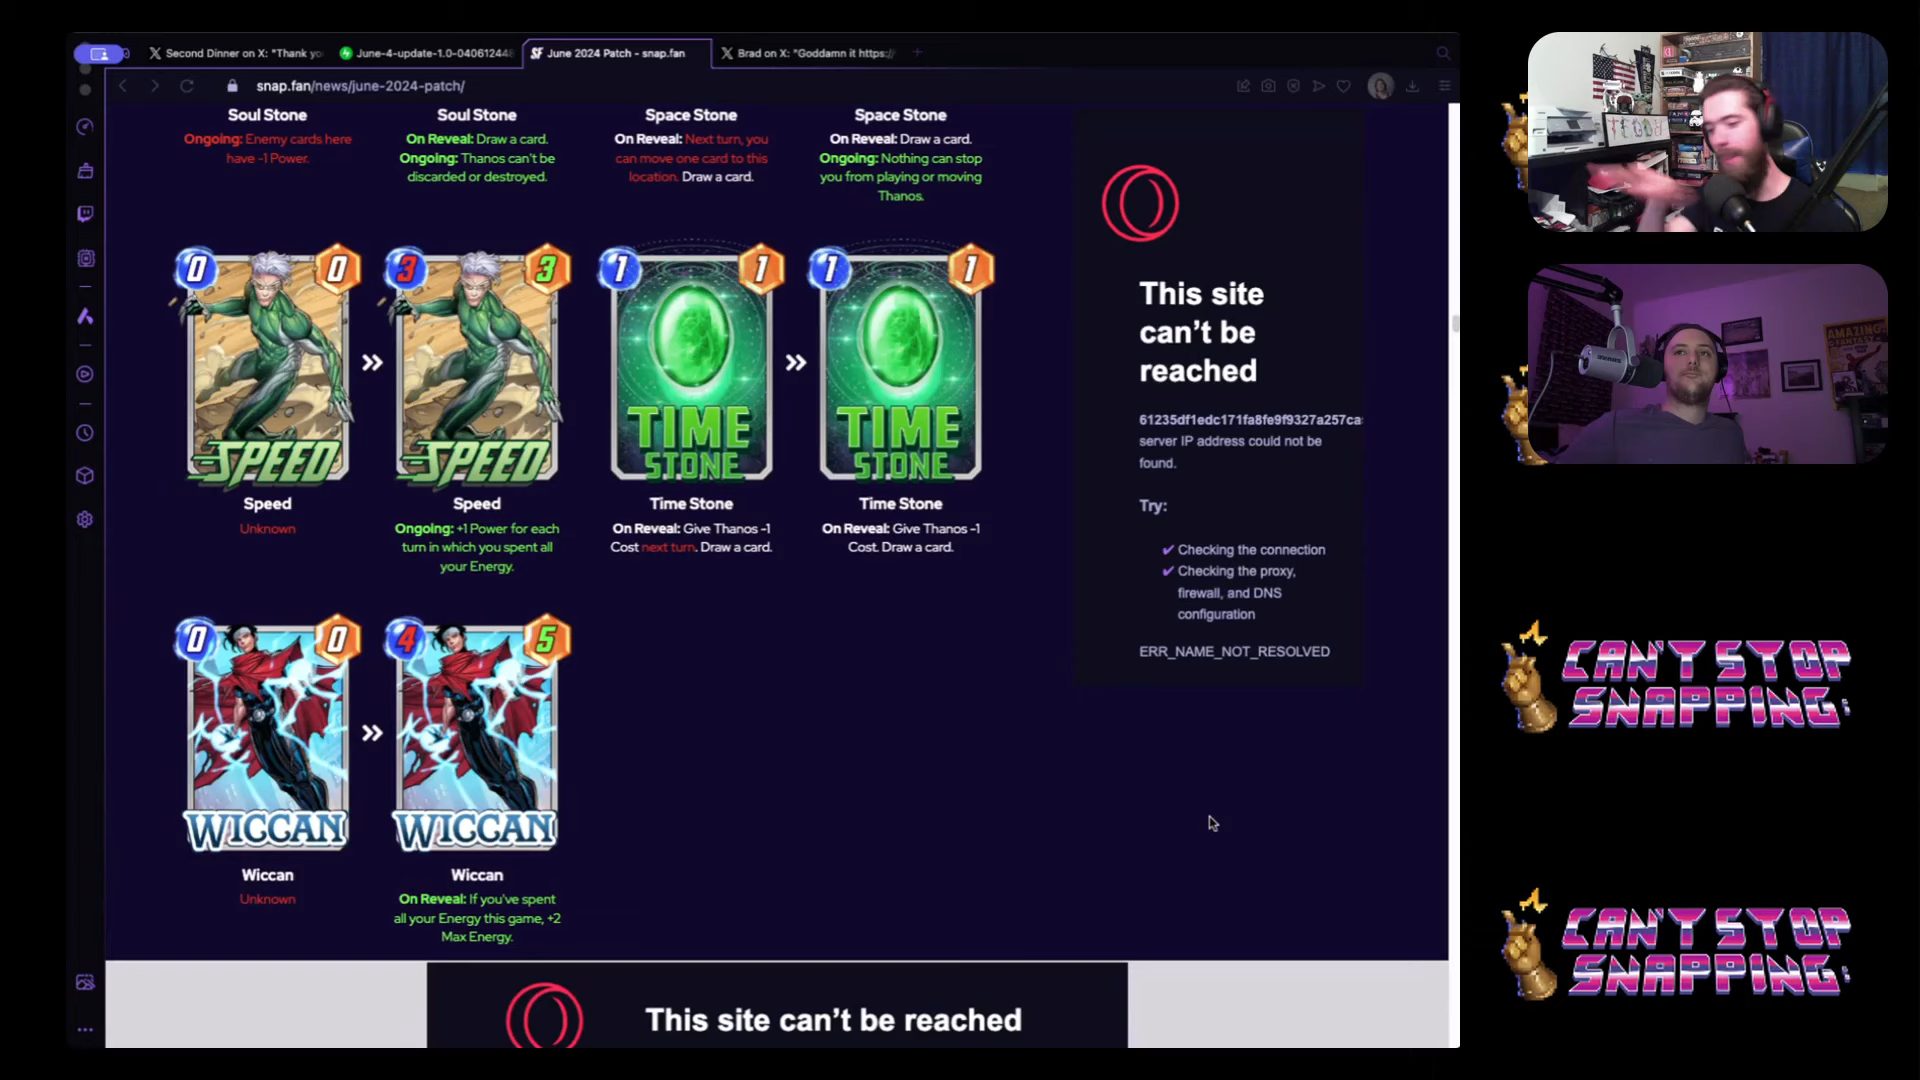 Second Dinner on X: "Thank yo
June-4-update-1.0-04061244
June 2024 Patch - snap.fan
Brad on X: "Goddamn it https:/
snap.fan/news/june-2024-patch/
Soul Stone
Ongoing: Enemy cards here
have -1 Power.
Soul Stone
On Reveal: Draw a card.
Ongoing: Thanos can't be
discarded or destroyed.
Space Stone
On Reveal: Next turn, you
can move one card to this
location. Draw a card.
Space Stone
On Reveal: Draw a card.
Ongoing: Nothing can stop
you from playing or moving
Thanos.
0 0
SPEED
3 3
SPEED
1 1
TIME
STONE
1 1
TIME
STONE
Speed
Unknown
Speed
Ongoing: +1 Power for each
turn in which you spent all
your Energy.
Time Stone
On Reveal: Give Thanos -1
Cost next turn. Draw a card.
Time Stone
On Reveal: Give Thanos -1
Cost. Draw a card.
0 0
WICCAN
4 5
WICCAN
Wiccan
Unknown
Wiccan
On Reveal: If you've spent
all your Energy this game, +2
Max Energy.
This site
can't be
reached
61235df1edc171fa8fe9f9327a257ca
server IP address could not be
found.
Try:
Checking the connection
Checking the proxy,
firewall, and DNS
configuration
ERR_NAME_NOT_RESOLVED
This site can't be reached
AMAZING
FANTASY
CAN'T STOP
SNAPPING:
CAN'T STOP
SNAPPING: